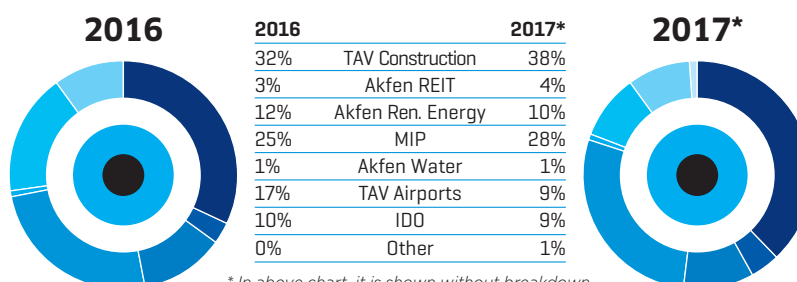 2016
2016 2017*
2017*
32% TAV Construction 38%
3% Akfen REIT 4%
12% Akfen Ren. Energy 10%
25% MIP 28%
1% Akfen Water 1%
17% TAV Airports 9%
10% IDO 9%
0% Other 1%
* In above chart, it is shown without breakdown